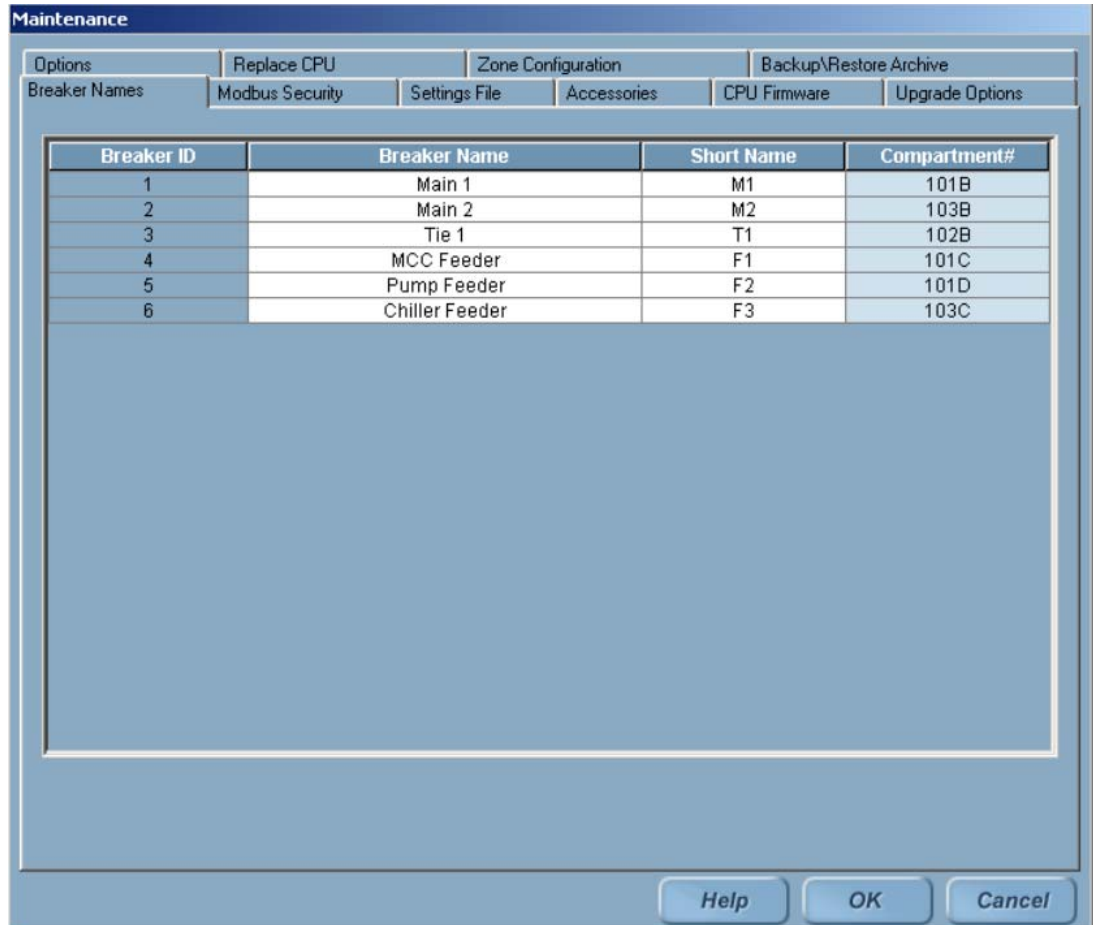 Maintenance
Options Replace CPU Zone Configuration Backup\Restore Archive
Breaker Names Modbus Security Settings File Accessories CPU Firmware Upgrade Options
Breaker ID Breaker Name Short Name Compartment#
1 Main 1 M1 101B
2 Main 2 M2 103B
3 Tie 1 T1 102B
4 MCC Feeder F1 101C
5 Pump Feeder F2 101D
6 Chiller Feeder F3 103C
Help OK Cancel